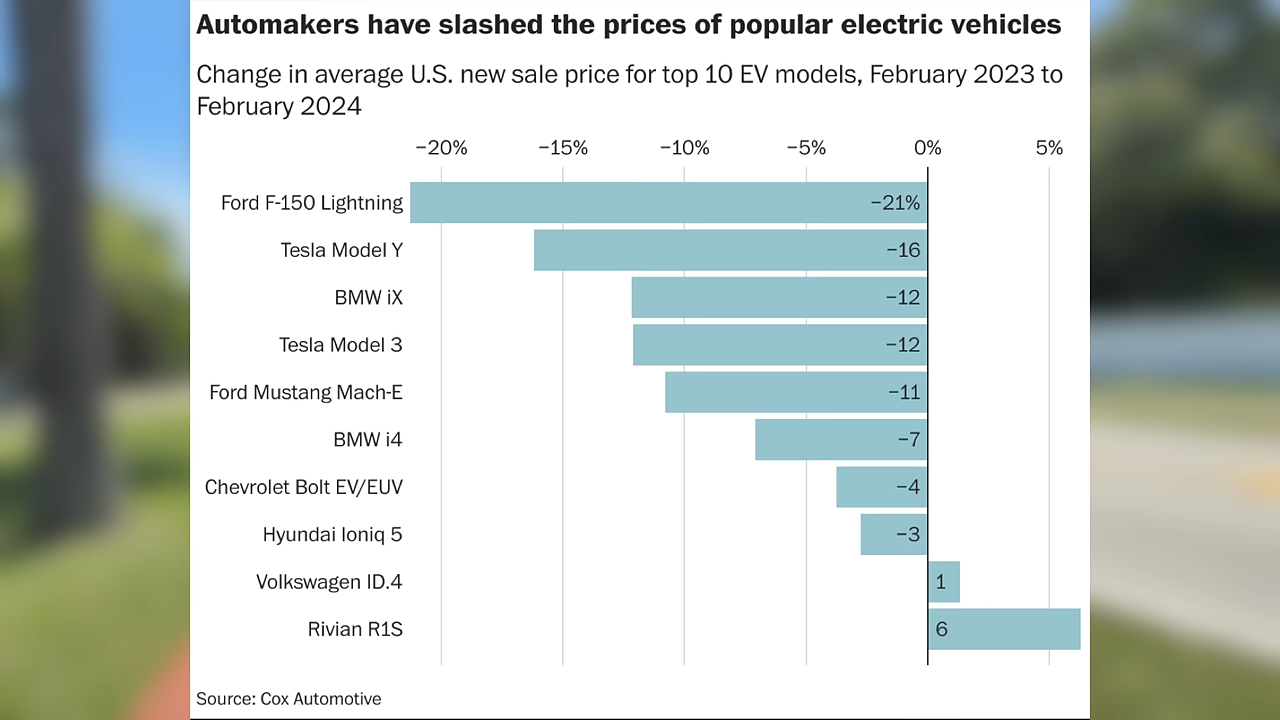 Automakers have slashed the prices of popular electric vehicles
Change in average U.S. new sale price for top 10 EV models, February 2023 to
February 2024
−20% −15% −10% −5% 0% 5%
Ford F-150 Lightning −21%
Tesla Model Y −16
BMW iX −12
Tesla Model 3 −12
Ford Mustang Mach-E −11
BMW i4 −7
Chevrolet Bolt EV/EUV −4
Hyundai Ioniq 5 −3
Volkswagen ID.4 1
Rivian R1S 6
Source: Cox Automotive